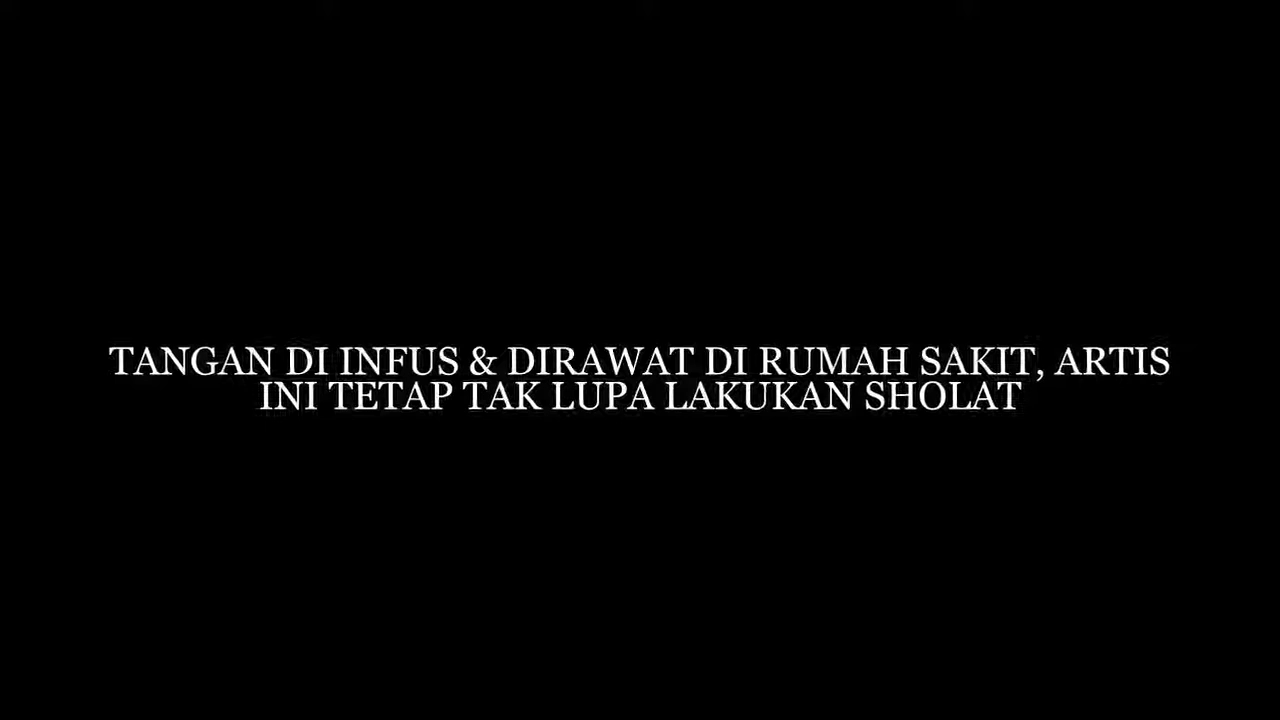 TANGAN DI INFUS & DIRAWAT DI RUMAH SAKIT, ARTIS
INI TETAP TAK LUPA LAKUKAN SHOLAT